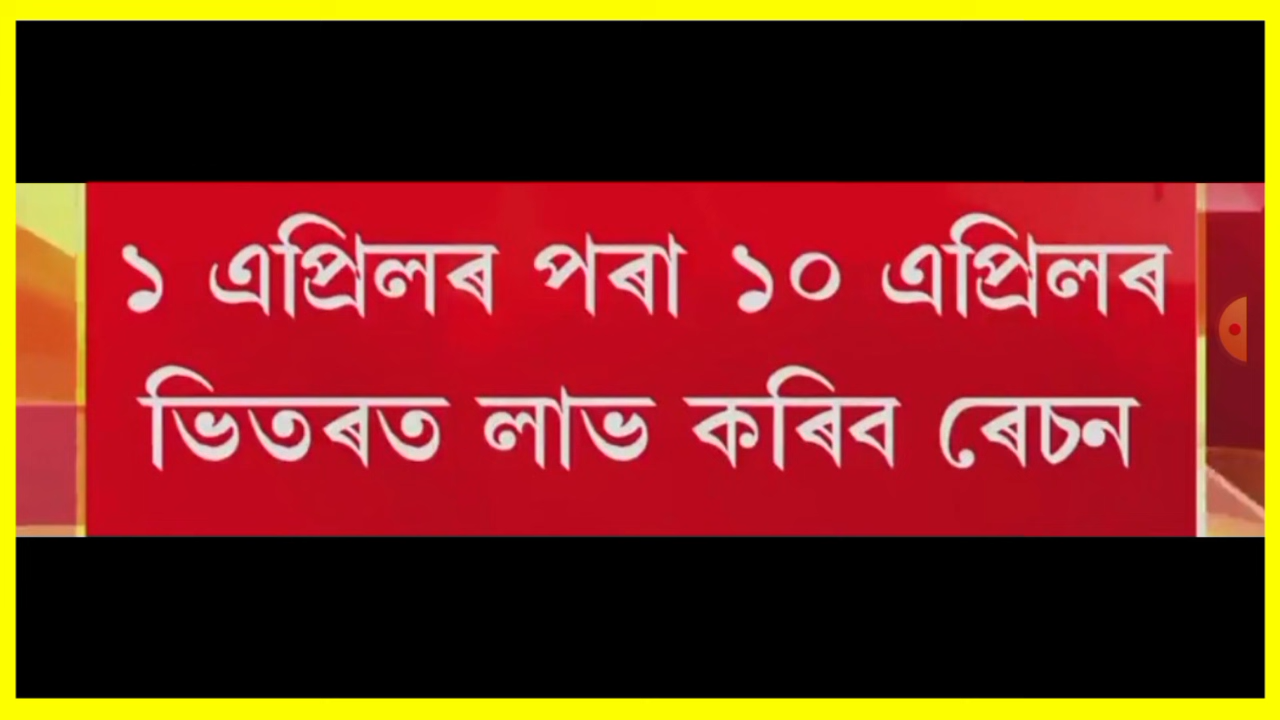 ১ এপ্ৰিলৰ পৰা ১০ এপ্ৰিলৰ
ভিতৰত লাভ কৰিব ৰেচন